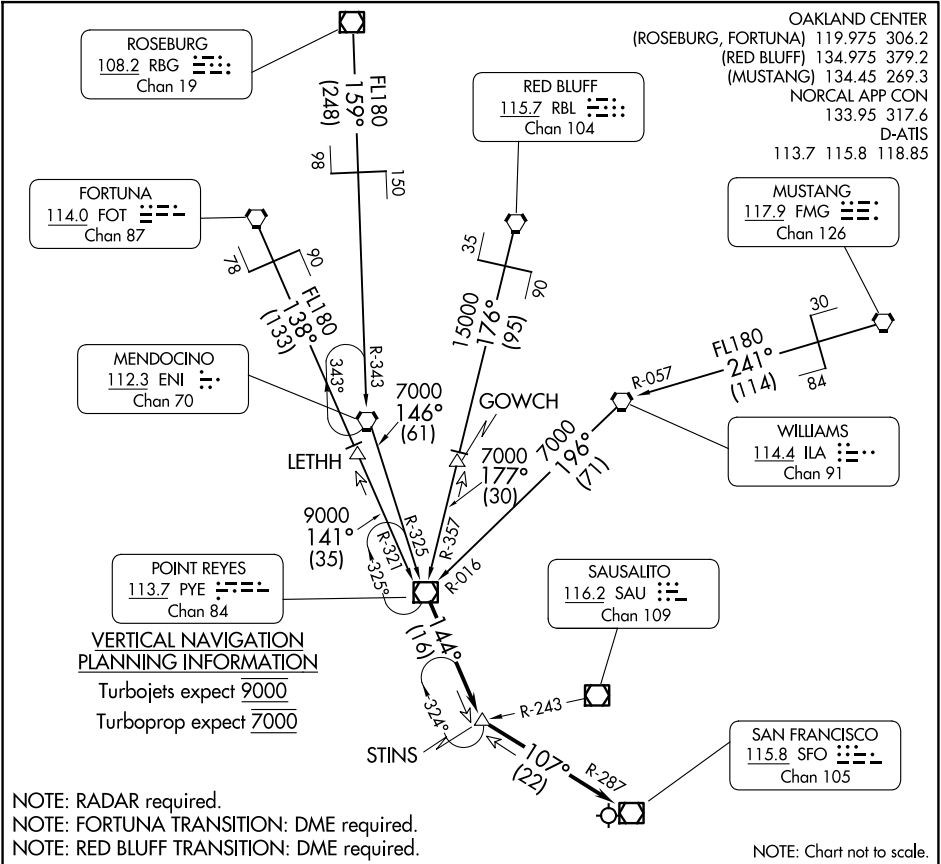 OAKLAND CENTER
(ROSEBURG, FORTUNA) 119.975 306.2
(RED BLUFF) 134.975 379.2
(MUSTANG) 134.45 269.3
NORCAL APP CON
133.95 317.6
D-ATIS
113.7 115.8 118.85
ROSEBURG
108.2 RBG
Chan 19
FL180
159°
(248)
98
150
RED BLUFF
115.7 RBL
Chan 104
FORTUNA
114.0 FOT
Chan 87
MUSTANG
117.9 FMG
Chan 126
78
90
FL180
138°
(133)
35
90
15000
176°
(95)
30
84
FL180
241°
(114)
R-057
MENDOCINO
112.3 ENI
Chan 70
343°
R-343
7000
146°
(61)
GOWCH
LETHH
7000
177°
(30)
7000
196°
(71)
WILLIAMS
114.4 ILA
Chan 91
9000
141°
(35)
R-321
R-325
325°
R-357
R-016
POINT REYES
113.7 PYE
Chan 84
SAUSALITO
116.2 SAU
Chan 109
144°
(16)
VERTICAL NAVIGATION
PLANNING INFORMATION
Turbojets expect 9000
Turboprop expect 7000
324°
R-243
STINS
107°
(22)
R-287
SAN FRANCISCO
115.8 SFO
Chan 105
NOTE: RADAR required.
NOTE: FORTUNA TRANSITION: DME required.
NOTE: RED BLUFF TRANSITION: DME required.
NOTE: Chart not to scale.